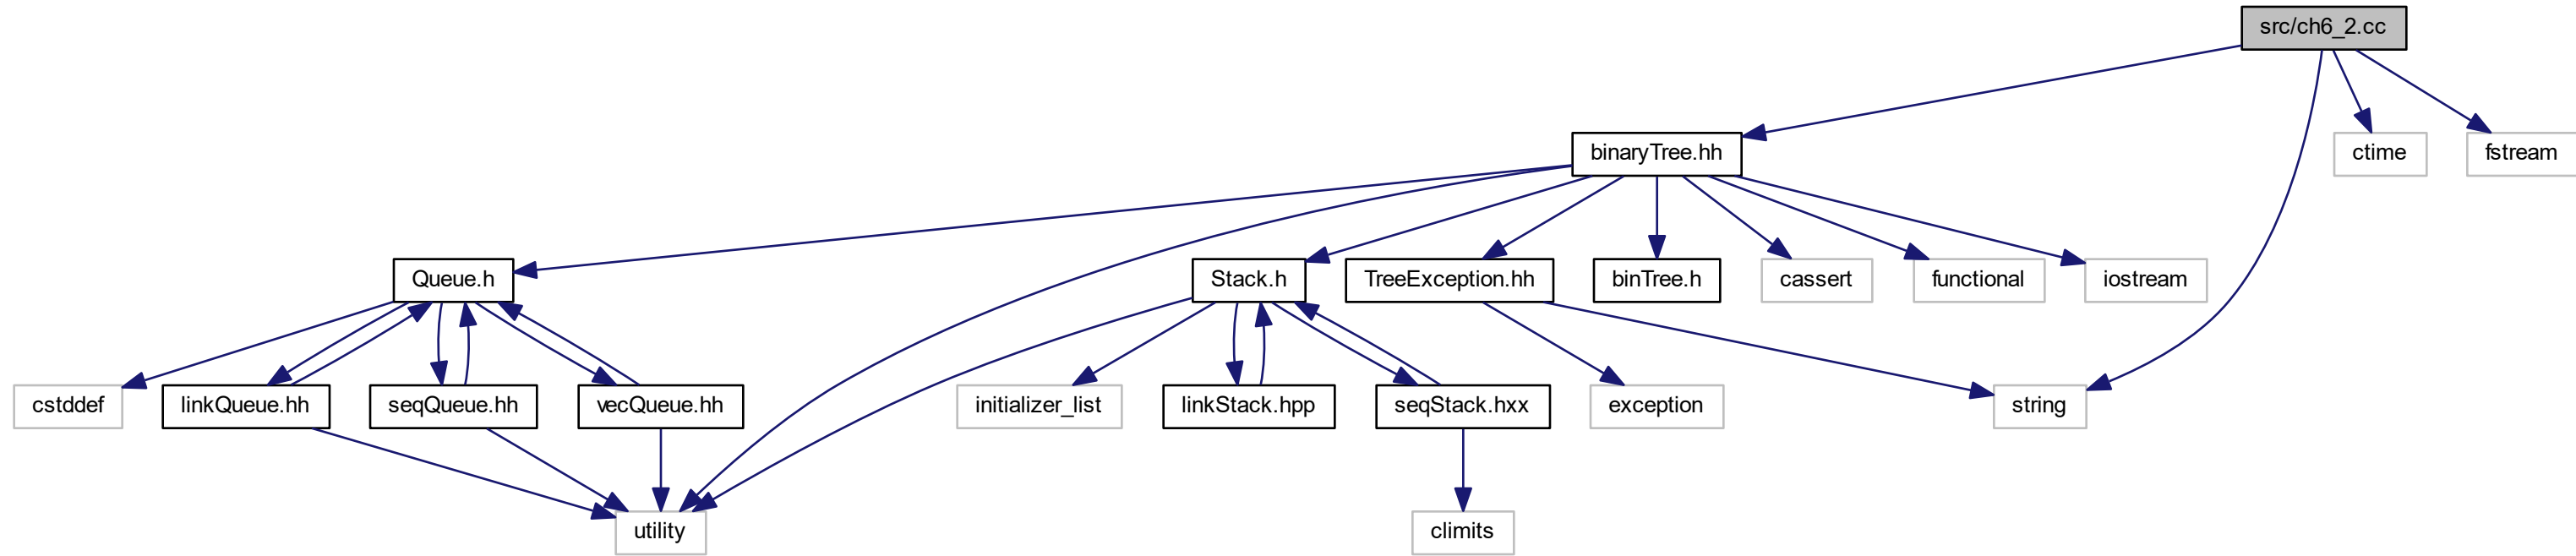 src/ch6_2.cc
binaryTree.hh
ctime
fstream
Queue.h
Stack.h
TreeException.hh
binTree.h
cassert
functional
iostream
cstddef
linkQueue.hh
seqQueue.hh
vecQueue.hh
initializer_list
linkStack.hpp
seqStack.hxx
exception
string
utility
climits